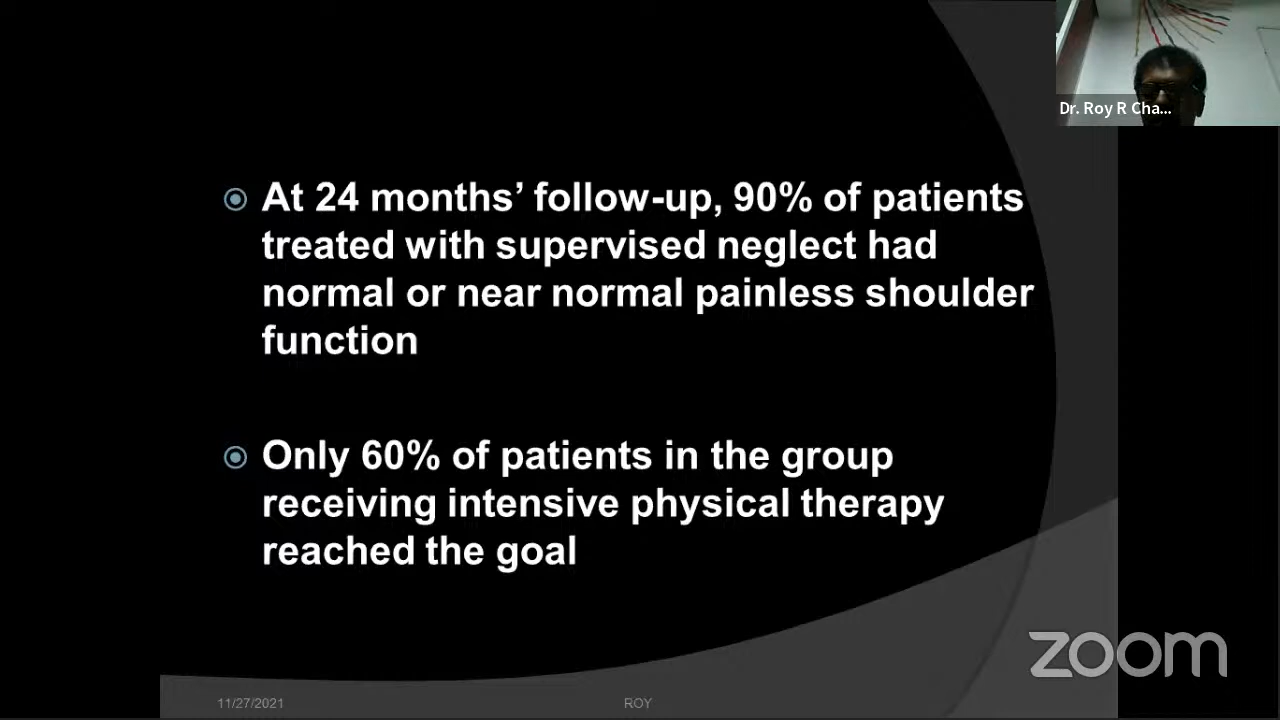 Dr. Roy R Cha...
At 24 months’ follow-up, 90% of patients
treated with supervised neglect had
normal or near normal painless shoulder
function
Only 60% of patients in the group
receiving intensive physical therapy
reached the goal
zoom
11/27/2021
ROY